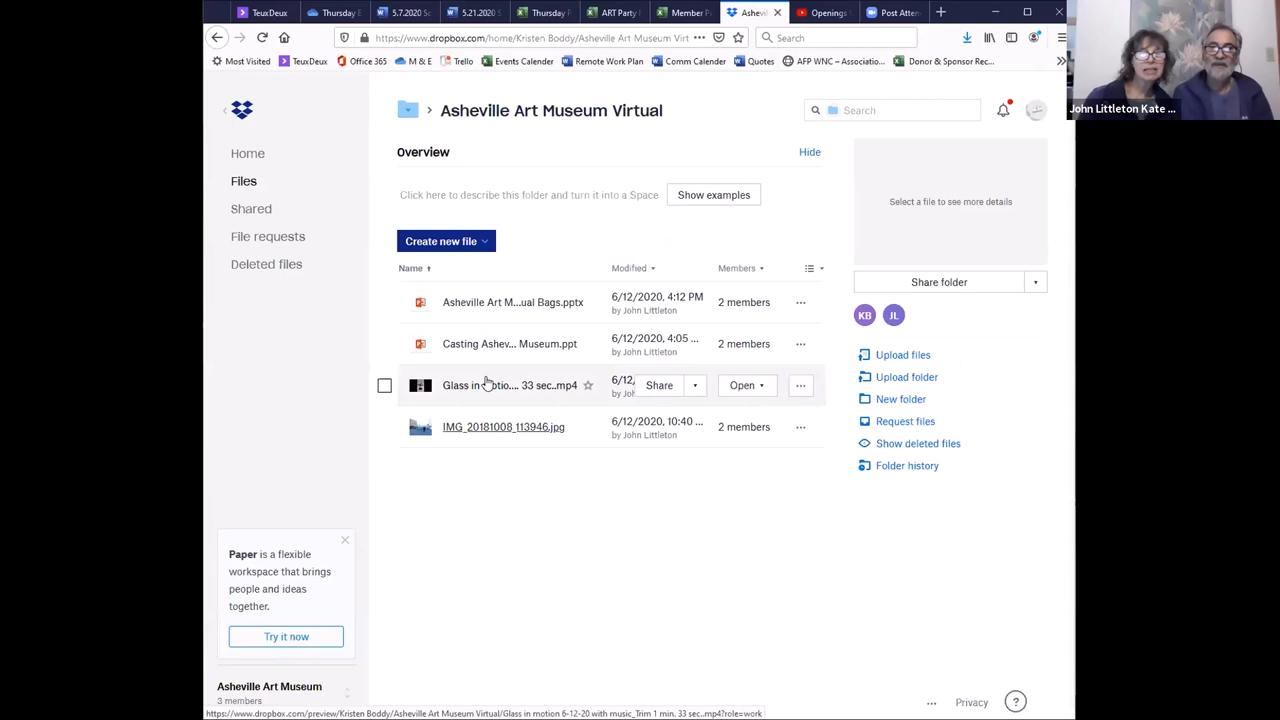 TeuxDeux
Thursday E
5.7.2020 Sc
5.21.2020 S
Thursday R
ART Party
Member Pa
Ashevil
Openings
Post Atten
https://www.dropbox.com/home/Kristen Boddy/Asheville Art Museum Virt
Search
Most Visited
TeuxDeux
Office 365
M & E
Trello
Events Calender
Remote Work Plan
Comm Calender
Quotes
AFP WNC – Associatio...
Donor & Sponsor Rec...
John Littleton Kate ...
Asheville Art Museum Virtual
Search
Home
Files
Shared
File requests
Deleted files
Overview
Hide
Click here to describe this folder and turn it into a Space
Show examples
Select a file to see more details
Create new file
Name
Modified
Members
Share folder
Asheville Art M...ual Bags.pptx
6/12/2020, 4:12 PM
by John Littleton
2 members
KB
JL
Casting Ashev... Museum.ppt
6/12/2020, 4:05 ...
by John Littleton
2 members
Share
Open
IMG_20181008_113946.jpg
6/12/2020, 10:40 ...
by John Littleton
2 members
Upload files
Upload folder
New folder
Request files
Show deleted files
Folder history
Paper is a flexible
workspace that brings
people and ideas
together.
Try it now
Asheville Art Museum
3 members
Privacy
?
https://www.dropbox.com/preview/Kristen Boddy/Asheville Art Museum Virtual/Glass in motion 6-12-20 with music_Trim 1 min. 33 sec..mp4?role=work